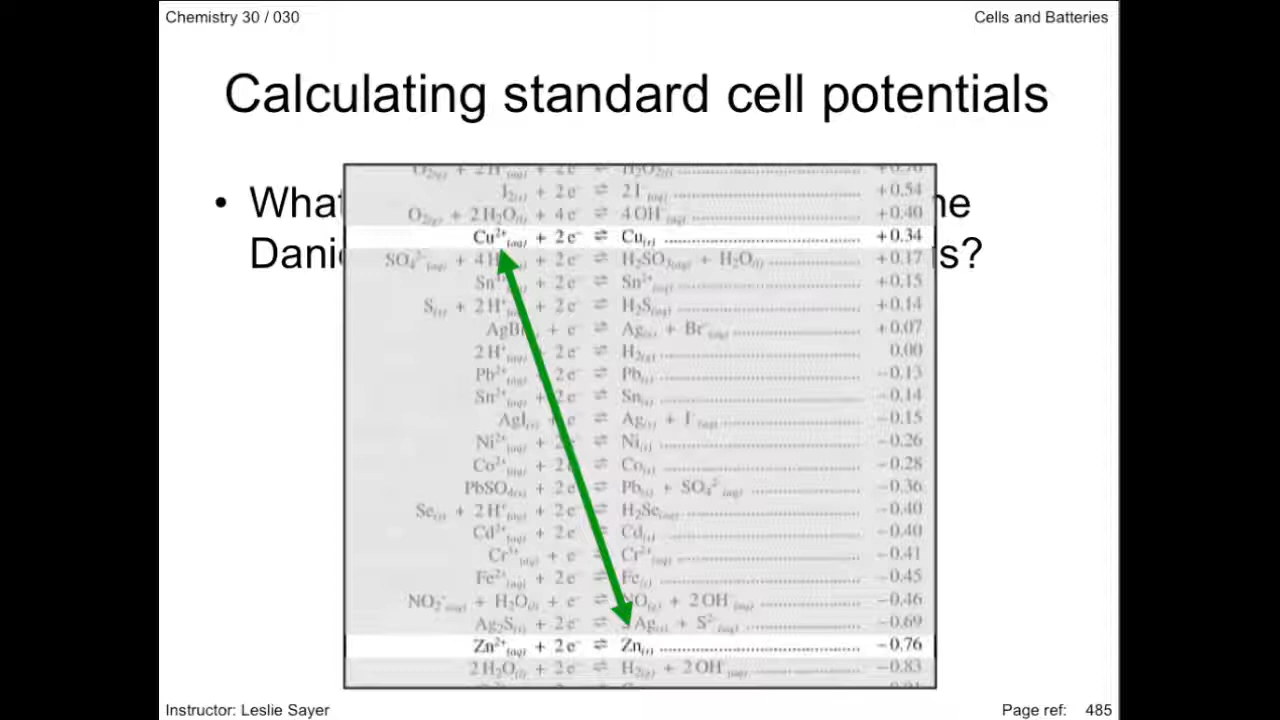 Chemistry 30 / 030
Cells and Batteries
Calculating standard cell potentials
• What
ne
Danie
s?
I₂₍ₛ₎ + 2 e⁻ ⇌ 2 I⁻₍aq₎ ........ +0.54
O₂₍g₎ + 2 H₂O₍l₎ + 4 e⁻ ⇌ 4 OH⁻₍aq₎ ........ +0.40
Cu²⁺₍aq₎ + 2 e⁻ ⇌ Cu₍ₛ₎ ........ +0.34
SO₄²⁻₍aq₎ + 4 H + 2 e⁻ ⇌ H₂SO₃₍aq₎ + H₂O₍l₎ ........ +0.17
Sn + 2 e⁻ ⇌ Sn²⁺₍aq₎ ........ +0.15
S₍ₛ₎ + 2 H⁺₍aq₎ + 2 e⁻ ⇌ H₂S₍aq₎ ........ +0.14
AgBr + e⁻ ⇌ Ag₍ₛ₎ + Br⁻₍aq₎ ........ +0.07
2 H⁺₍aq₎ + 2 e⁻ ⇌ H₂₍g₎ ........ 0.00
Pb²⁺₍aq₎ + 2 e⁻ ⇌ Pb₍ₛ₎ ........ −0.13
Sn²⁺₍aq₎ + 2 e⁻ ⇌ Sn₍ₛ₎ ........ −0.14
AgI₍ₛ₎ + e⁻ ⇌ Ag₍ₛ₎ + I⁻₍aq₎ ........ −0.15
Ni²⁺₍aq₎ + 2 e⁻ ⇌ Ni₍ₛ₎ ........ −0.26
Co²⁺₍aq₎ + 2 e⁻ ⇌ Co₍ₛ₎ ........ −0.28
PbSO₄₍ₛ₎ + 2 e⁻ ⇌ Pb₍ₛ₎ + SO₄²⁻₍aq₎ ........ −0.36
Se₍ₛ₎ + 2 H⁺₍aq₎ + 2 e⁻ ⇌ H₂Se₍aq₎ ........ −0.40
Cd²⁺₍aq₎ + 2 e⁻ ⇌ Cd₍ₛ₎ ........ −0.40
Cr³⁺₍aq₎ + e⁻ ⇌ Cr²⁺₍aq₎ ........ −0.41
Fe²⁺₍aq₎ + 2 e⁻ ⇌ Fe₍ₛ₎ ........ −0.45
NO₂⁻₍aq₎ + H₂O₍l₎ + e⁻ ⇌ NO₍g₎ + 2 OH⁻₍aq₎ ........ −0.46
Ag₂S₍ₛ₎ + 2 e⁻ ⇌ Ag₍ₛ₎ + S²⁻₍aq₎ ........ −0.69
Zn²⁺₍aq₎ + 2 e⁻ ⇌ Zn₍ₛ₎ ........ −0.76
2 H₂O₍l₎ + 2 e⁻ ⇌ H₂₍g₎ + 2 OH⁻₍aq₎ ........ −0.83
Instructor: Leslie Sayer
Page ref: 485